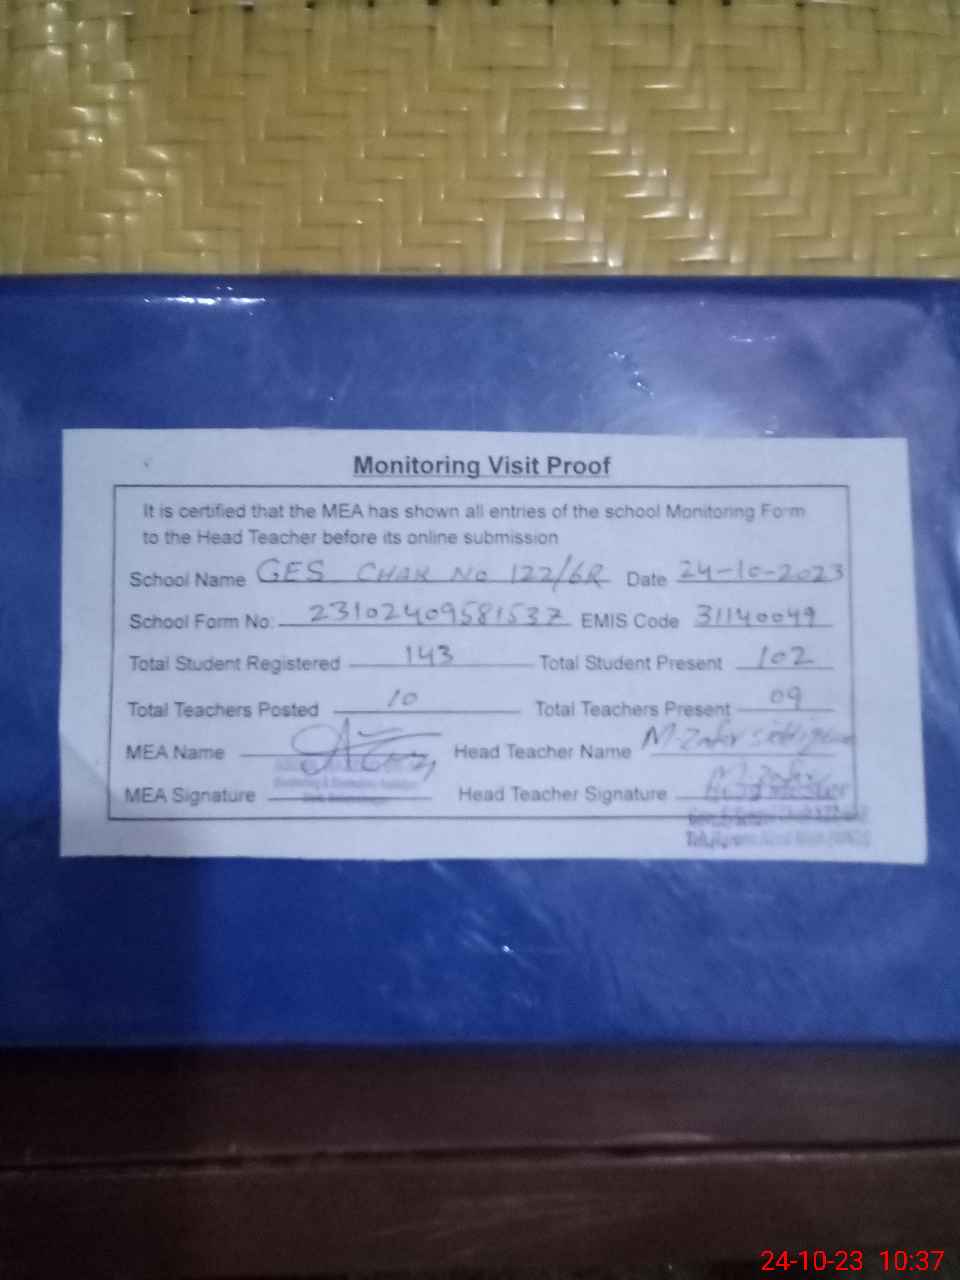 Monitoring Visit Proof
It is certified that the MEA has shown all entries of the school Monitoring Form
to the Head Teacher before its online submission
School Name GES CHAK No 122/6R Date 24-10-2023
School Form No: 23102409581537 EMIS Code 31140049
Total Student Registered 143 Total Student Present 102
Total Teachers Posted 10 Total Teachers Present 09
MEA Name Head Teacher Name M-Zafar
MEA Signature Head Teacher Signature M-Zafar
24-10-23 10:37